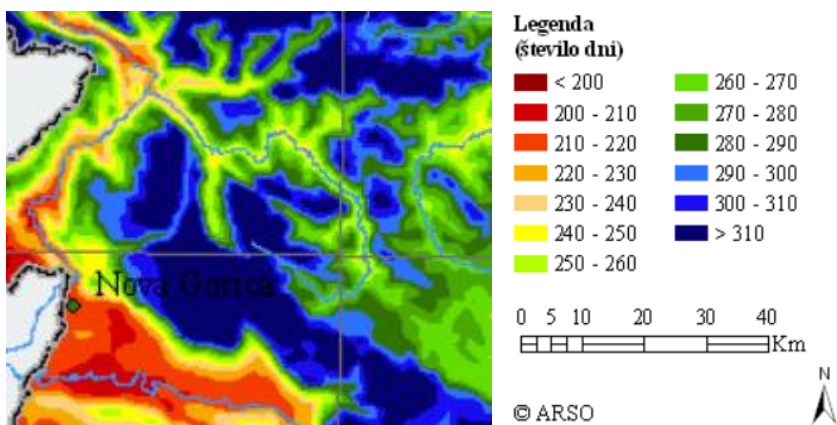 Nova Gorica
Legenda
(število dni)
< 200
200 - 210
210 - 220
220 - 230
230 - 240
240 - 250
250 - 260
260 - 270
270 - 280
280 - 290
290 - 300
300 - 310
> 310
0 5 10 20 30 40
Km
N
© ARSO